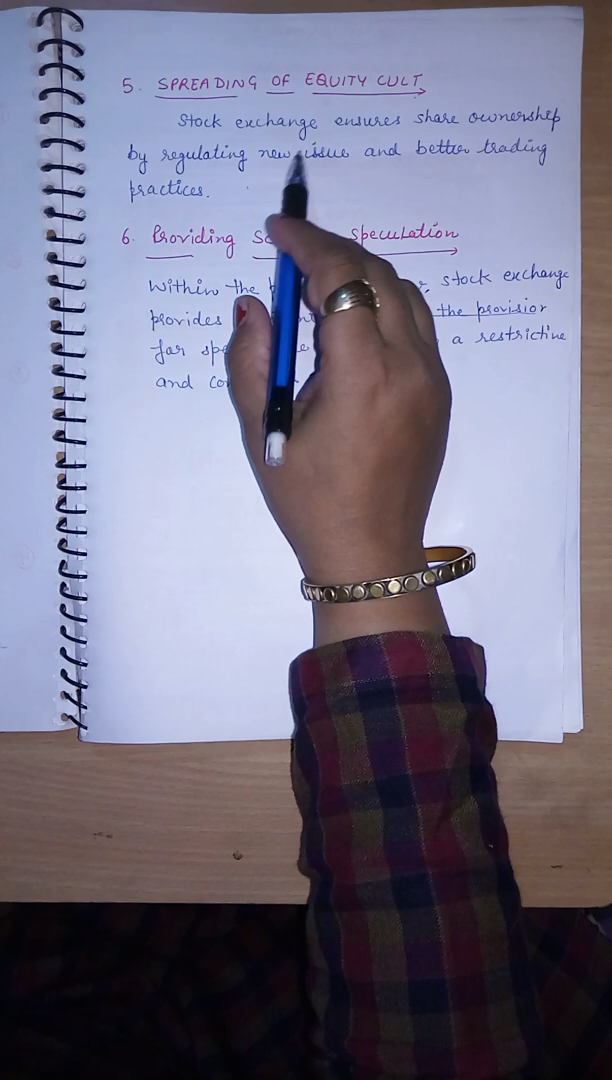 5. SPREADING OF EQUITY CULT
Stock exchange ensures share ownership
by regulating new issue and better trading
practices.
6. Providing Speculation
Within the stock exchange
provides the provision
for a restrictive
and